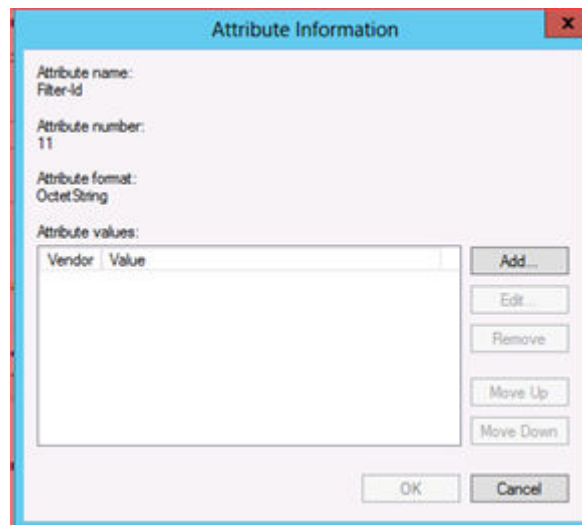 Attribute Information
x
Attribute name:
Filter-Id
Attribute number:
11
Attribute format:
OctetString
Attribute values:
Vendor Value
Add...
Edit...
Remove
Move Up
Move Down
OK Cancel